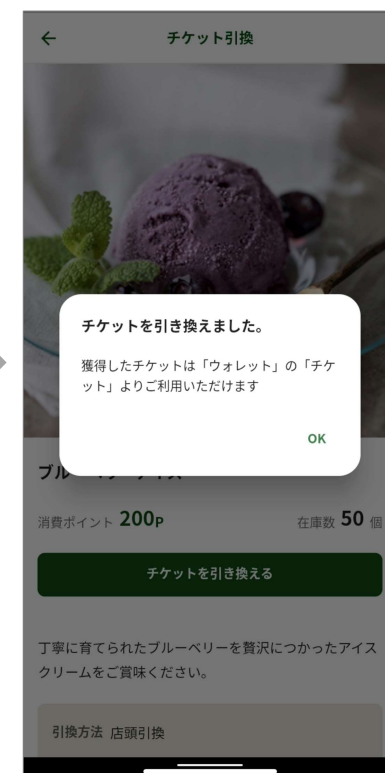 チケット引換
チケットを引き換えました。
獲得したチケットは「ウォレット」の「チケ
ット」よりご利用いただけます
OK
消費ポイント 200P 在庫数 50 個
チケットを引き換える
丁寧に育てられたブルーベリーを贅沢につかったアイス
クリームをご賞味ください。
引換方法 店頭引換